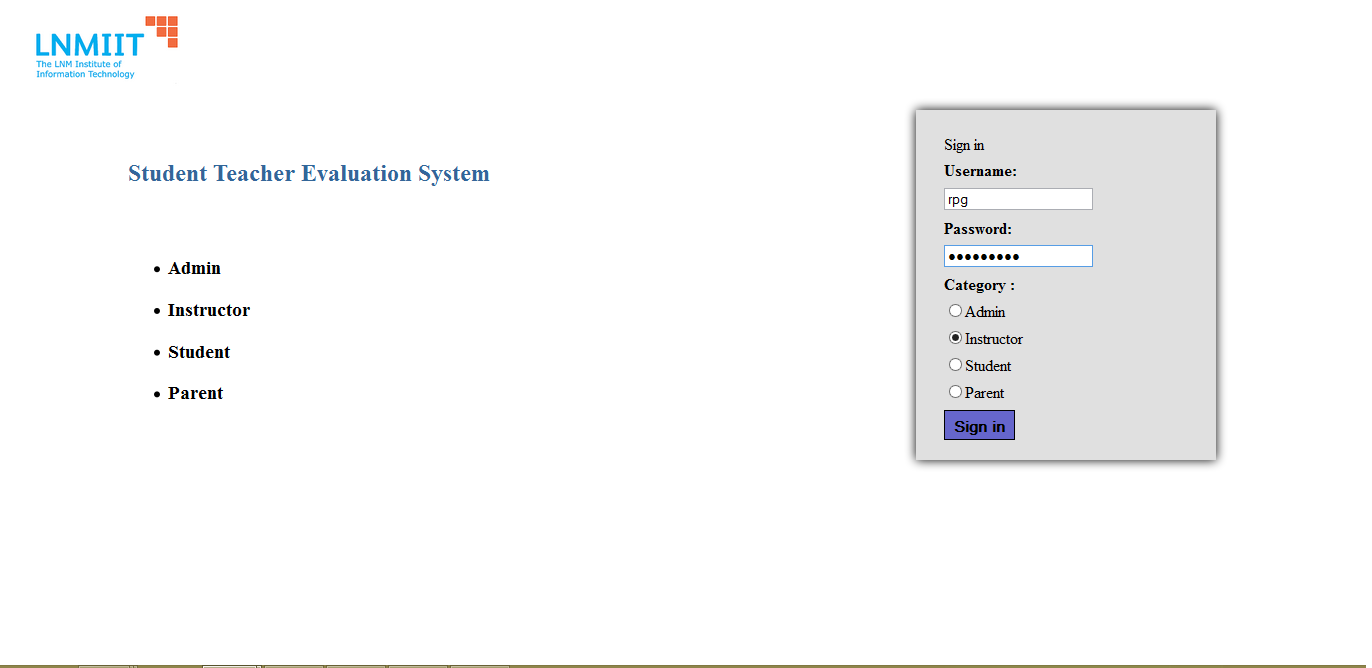 LNMIIT
The LNM Institute of
Information Technology
Student Teacher Evaluation System
Admin
Instructor
Student
Parent
Sign in
Username:
rpg
Password:
•••••••••
Category :
Admin
Instructor
Student
Parent
Sign in